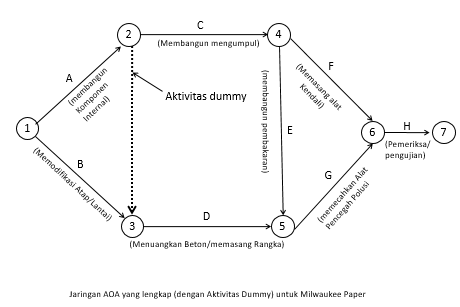 C
2
4
(Membangun mengumpul)
A
(membangun
Komponen
Internal)
F
(Memasang alat
Kendali)
Aktivitas dummy
(membangun pembakaran)
E
1
6
H
7
(Pemeriksa/
pengujian)
B
(Memodifikasi Atap/Lantai)
G
(memecahkan Alat
Pencegah Polusi)
D
3
5
(Menuangkan Beton/memasang Rangka)
Jaringan AOA yang lengkap (dengan Aktivitas Dummy) untuk Milwaukee Paper